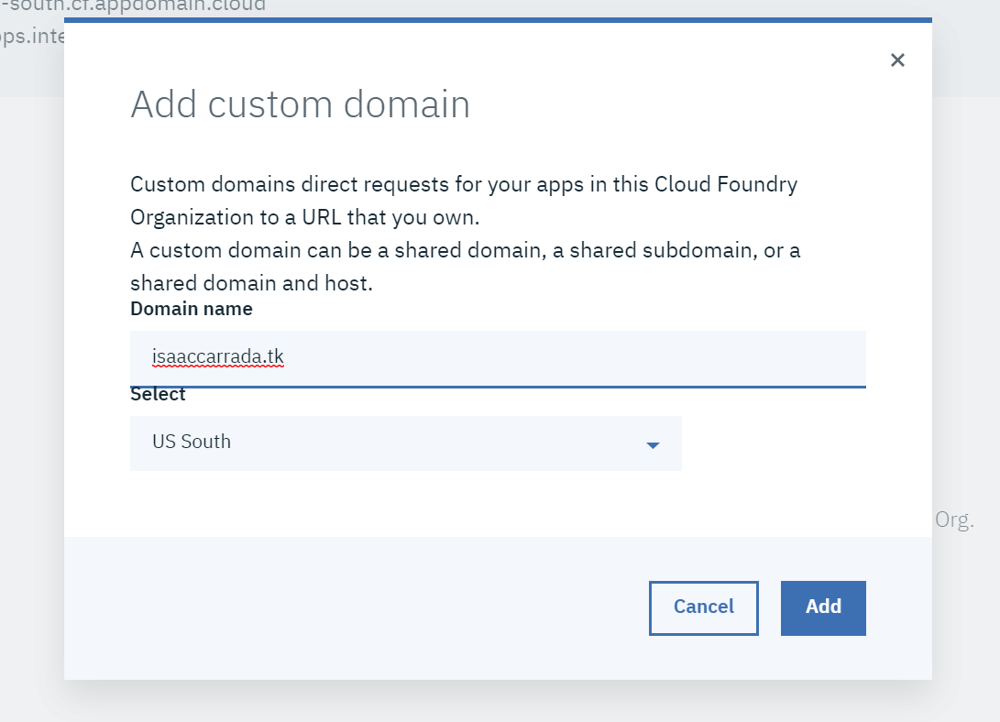 -south.cf.appdomain.cloud
ps.inte
Add custom domain
Custom domains direct requests for your apps in this Cloud Foundry
Organization to a URL that you own.
A custom domain can be a shared domain, a shared subdomain, or a
shared domain and host.
Domain name
isaaccarrada.tk
Select
US South
Org.
Cancel
Add